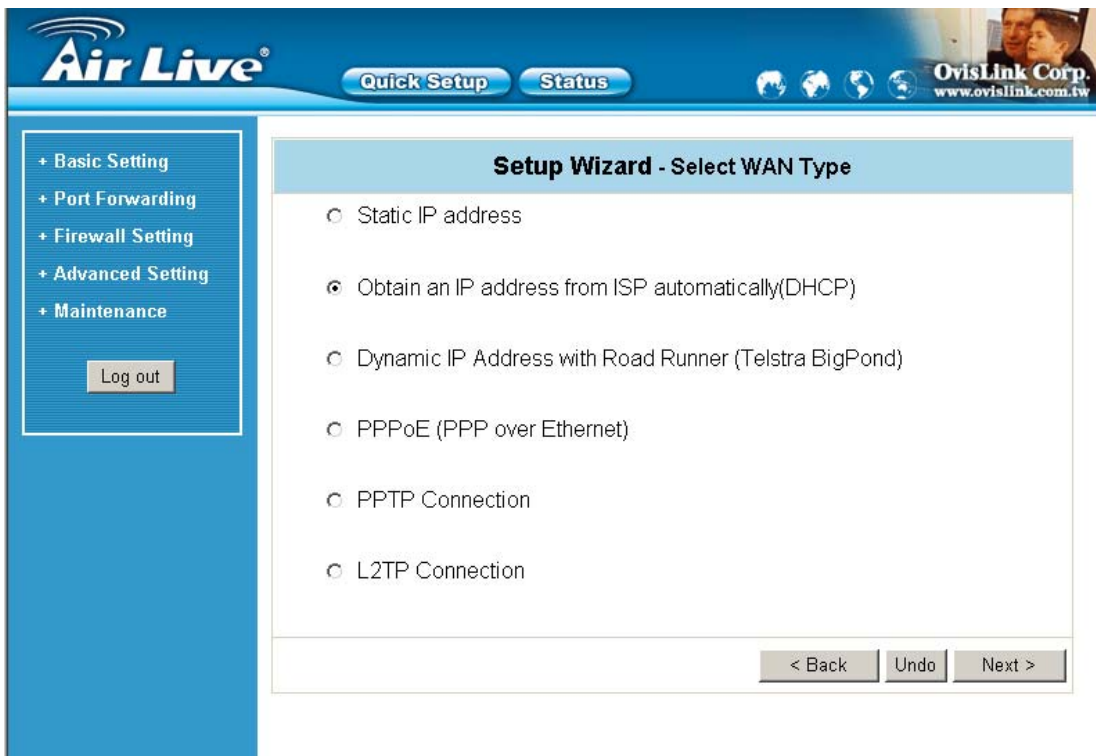 Air Live®
Quick Setup
Status
OvisLink Corp.
www.ovislink.com.tw
+ Basic Setting
+ Port Forwarding
+ Firewall Setting
+ Advanced Setting
+ Maintenance
Log out
Setup Wizard - Select WAN Type
Static IP address
Obtain an IP address from ISP automatically(DHCP)
Dynamic IP Address with Road Runner (Telstra BigPond)
PPPoE (PPP over Ethernet)
PPTP Connection
L2TP Connection
< Back
Undo
Next >